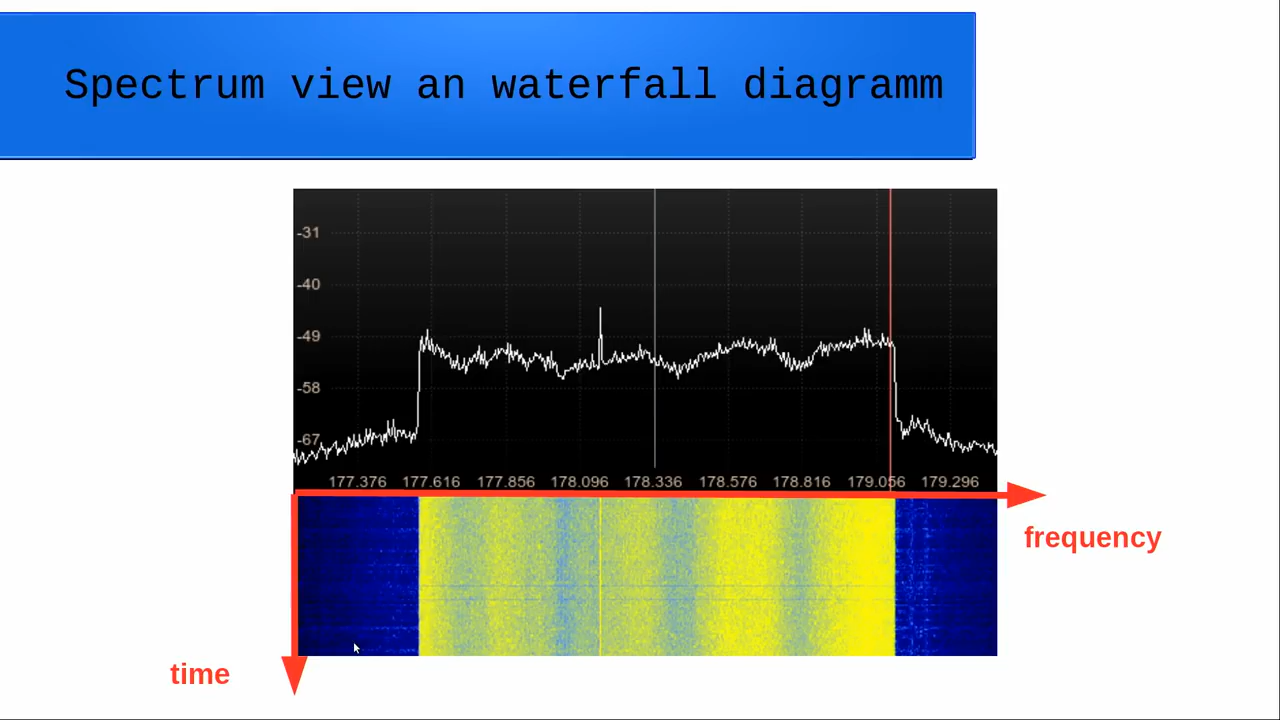 Spectrum view an waterfall diagramm
-31
-40
-49
-58
-67
177.376 177.616 177.856 178.096 178.336 178.576 178.816 179.056 179.296
frequency
time